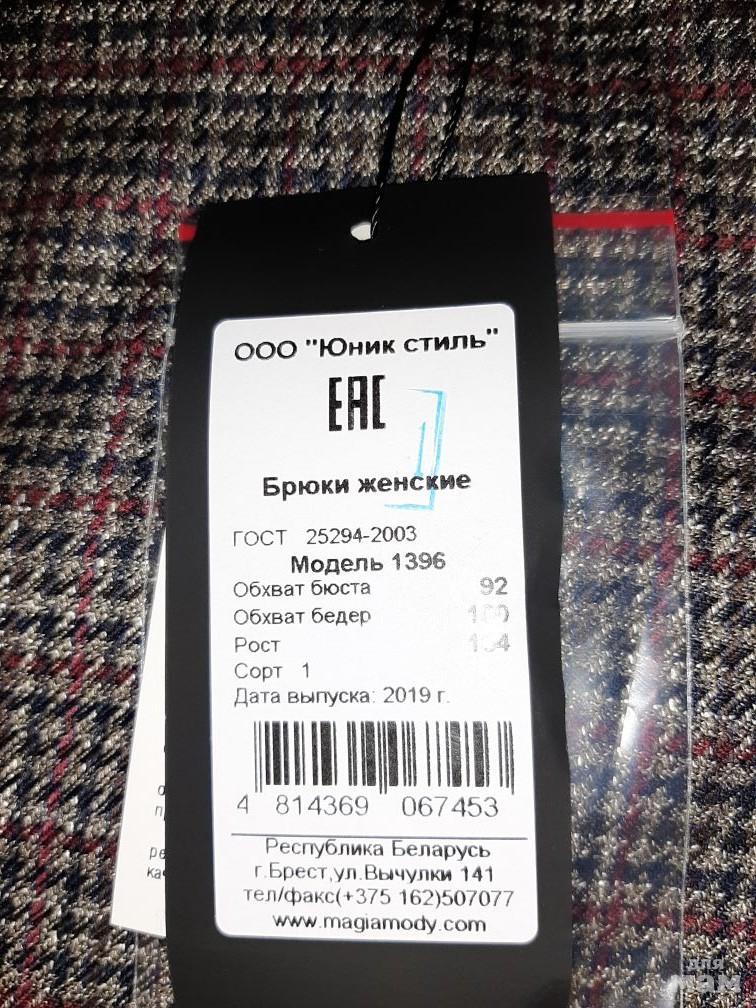 ООО "Юник стиль"
EAC
Брюки женские
ГОСТ 25294-2003
Модель 1396
Обхват бюста 92
Обхват бедер
Рост
Сорт 1
Дата выпуска: 2019 г.
4 814369 067453
Республика Беларусь
г.Брест,ул.Вычулки 141
тел/факс(+375 162)507077
www.magiamody.com
для